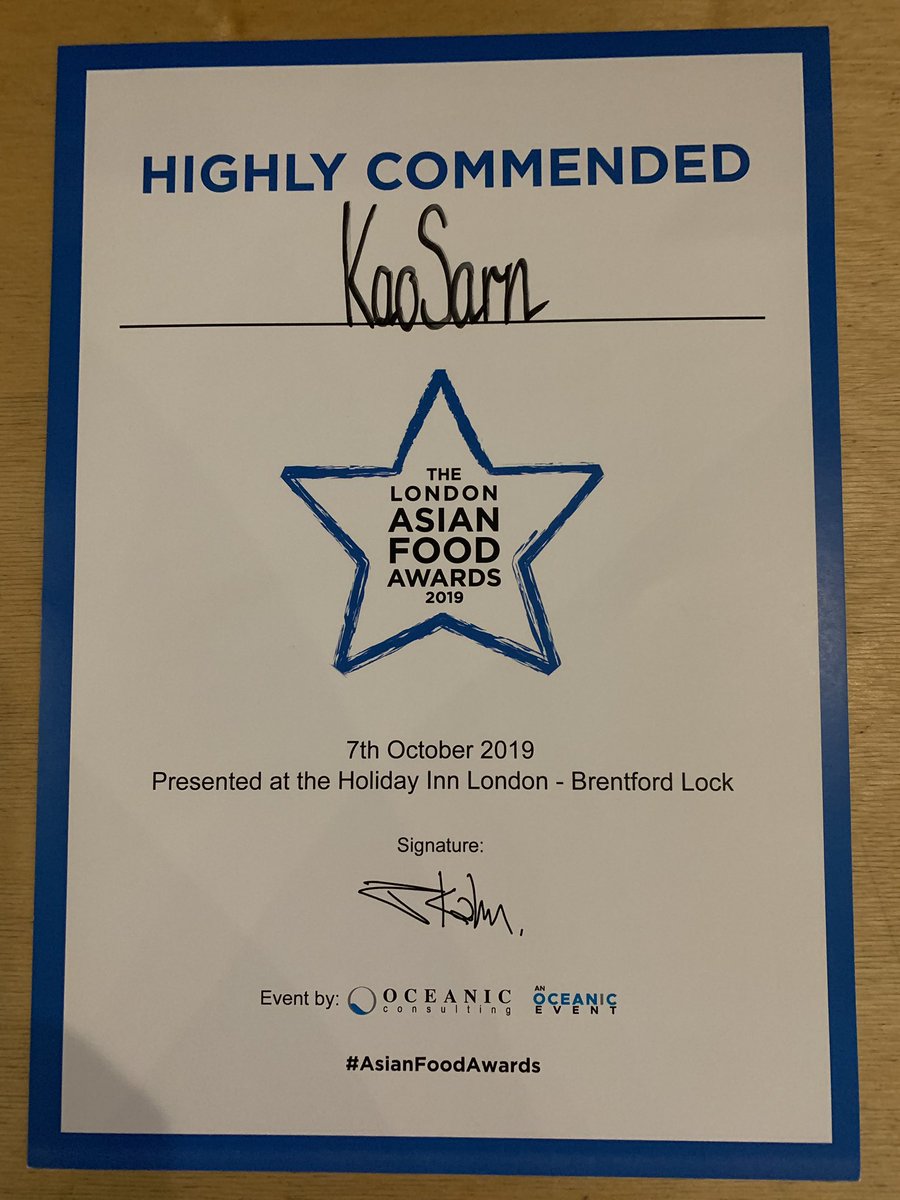 HIGHLY COMMENDED
KaoSarn
THE
LONDON
ASIAN
FOOD
AWARDS
2019
7th October 2019
Presented at the Holiday Inn London - Brentford Lock
Signature:
Event by: OCEANIC consulting AN OCEANIC EVENT
#AsianFoodAwards